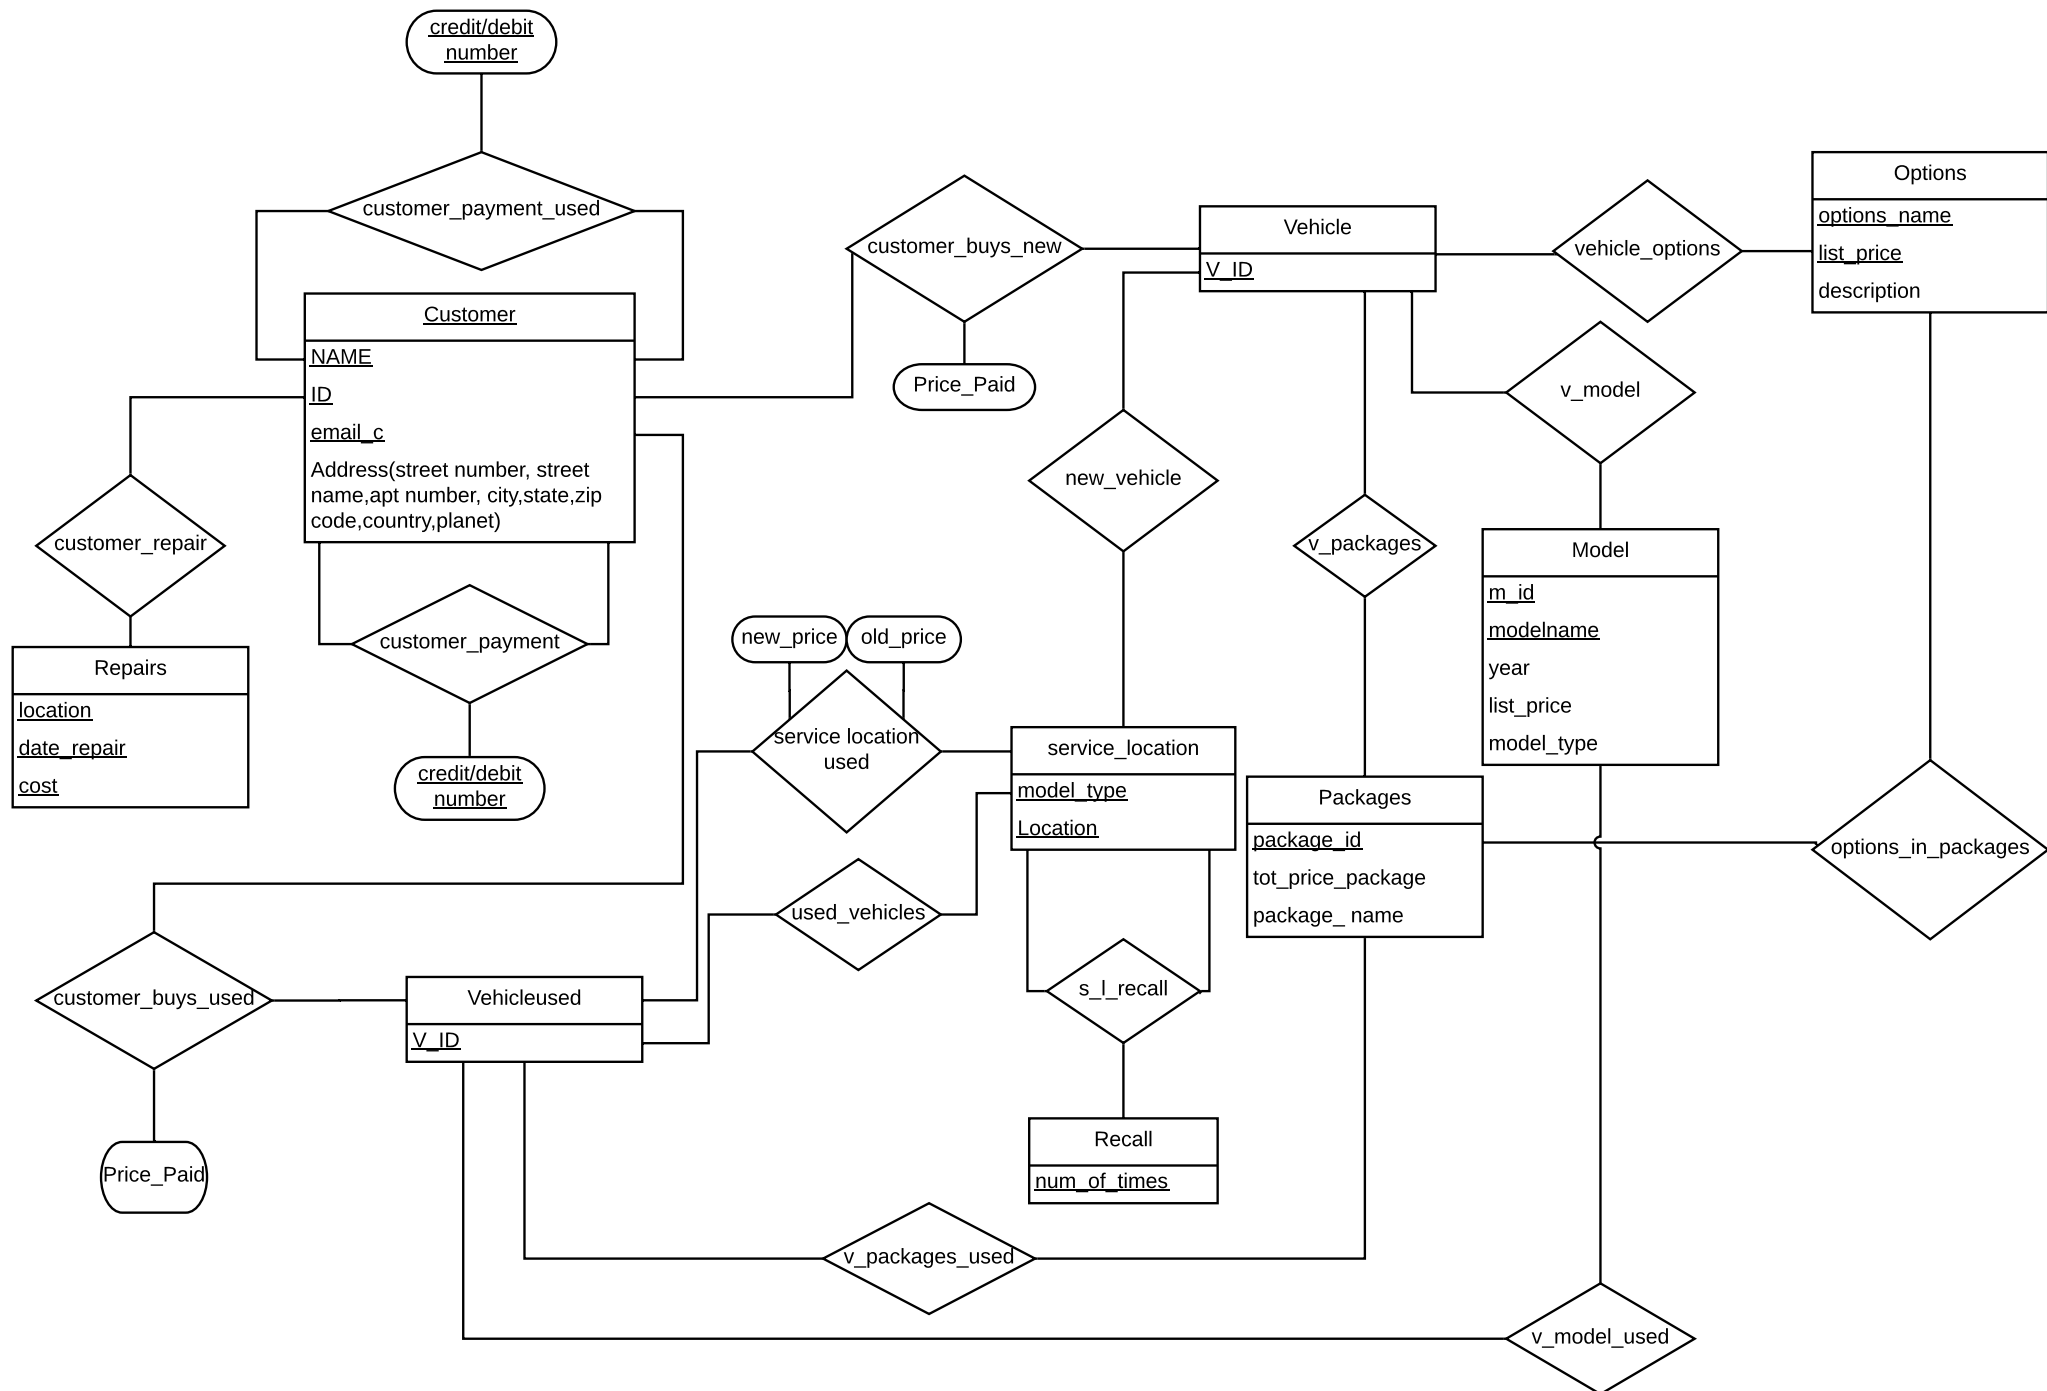 credit/debit
number
customer_payment_used
customer_buys_new
Price_Paid
Vehicle
V_ID
vehicle_options
Options
options_name
list_price
description
Customer
NAME
ID
email_c
Address(street number, street
name,apt number, city,state,zip
code,country,planet)
v_model
new_vehicle
v_packages
customer_repair
Model
m_id
modelname
year
list_price
model_type
customer_payment
credit/debit
number
Repairs
location
date_repair
cost
new_price
old_price
service location
used
service_location
model_type
Location
Packages
package_id
tot_price_package
package_ name
options_in_packages
used_vehicles
customer_buys_used
Price_Paid
Vehicleused
V_ID
s_l_recall
Recall
num_of_times
v_packages_used
v_model_used